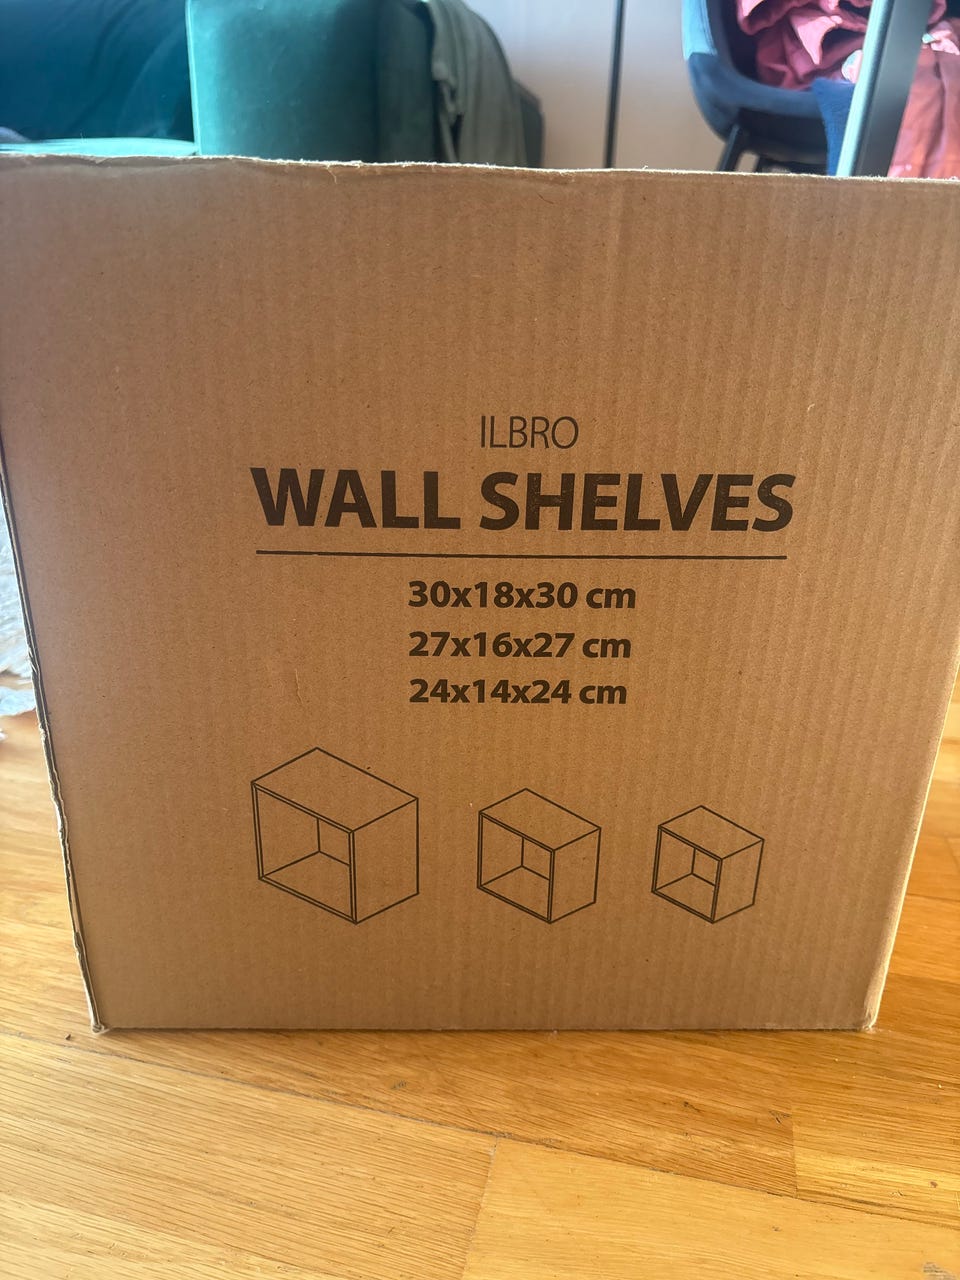 ILBRO
WALL SHELVES
30x18x30 cm
27x16x27 cm
24x14x24 cm